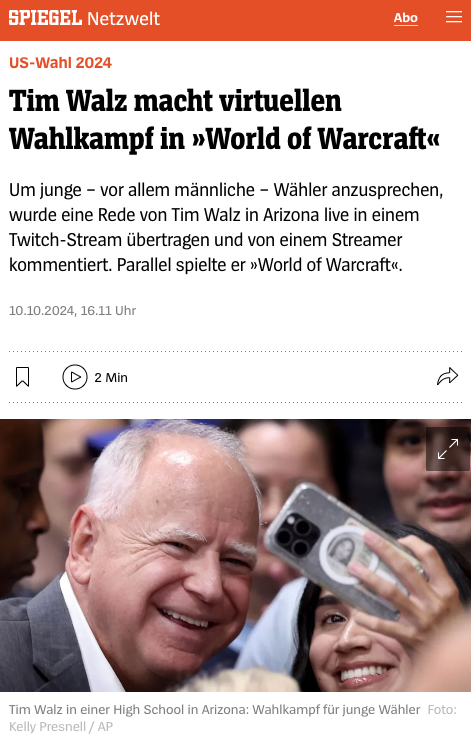 SPIEGEL Netzwelt
Abo
US-Wahl 2024
Tim Walz macht virtuellen
Wahlkampf in »World of Warcraft«
Um junge – vor allem männliche – Wähler anzusprechen,
wurde eine Rede von Tim Walz in Arizona live in einem
Twitch-Stream übertragen und von einem Streamer
kommentiert. Parallel spielte er »World of Warcraft«.
10.10.2024, 16.11 Uhr
2 Min
Tim Walz in einer High School in Arizona: Wahlkampf für junge Wähler Foto:
Kelly Presnell / AP